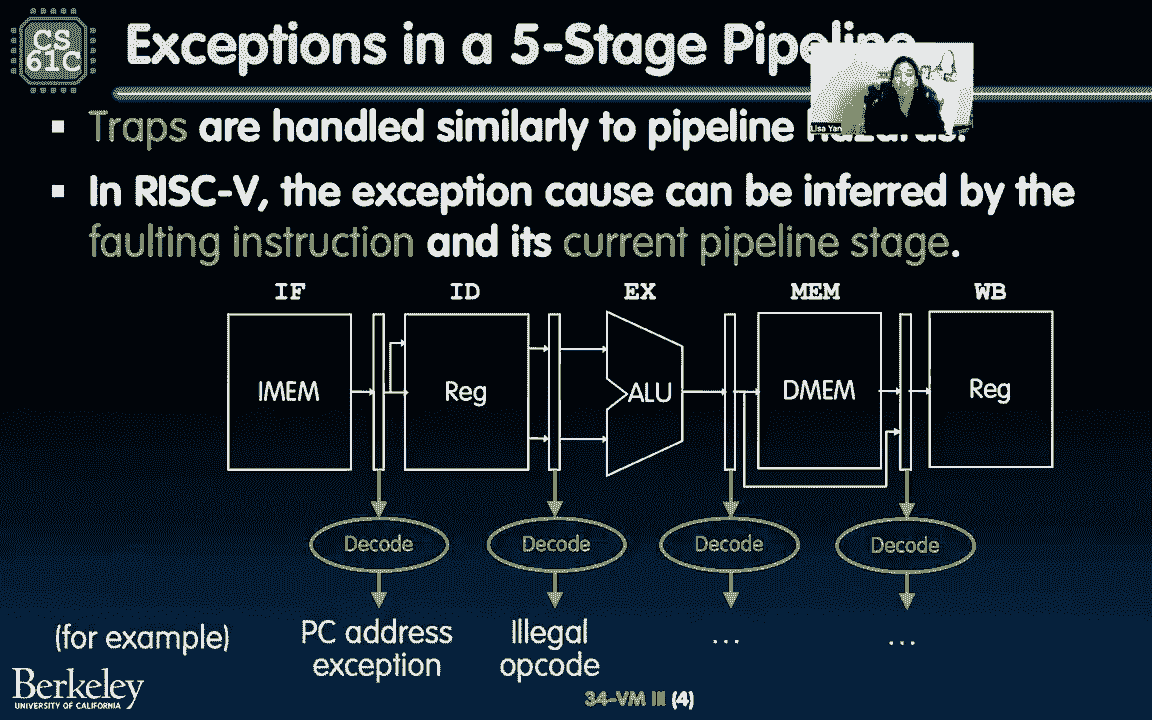 CS
61C
Exceptions in a 5-Stage Pipeline
▪ Traps are handled similarly to pipeline hazards.
▪ In RISC-V, the exception cause can be inferred by the
faulting instruction and its current pipeline stage.
IF ID EX MEM WB
IMEM Reg ALU DMEM Reg
Decode Decode Decode Decode
(for example) PC address Illegal ... ...
exception opcode
Berkeley
UNIVERSITY OF CALIFORNIA
34-VM III (4)
Lisa Yan